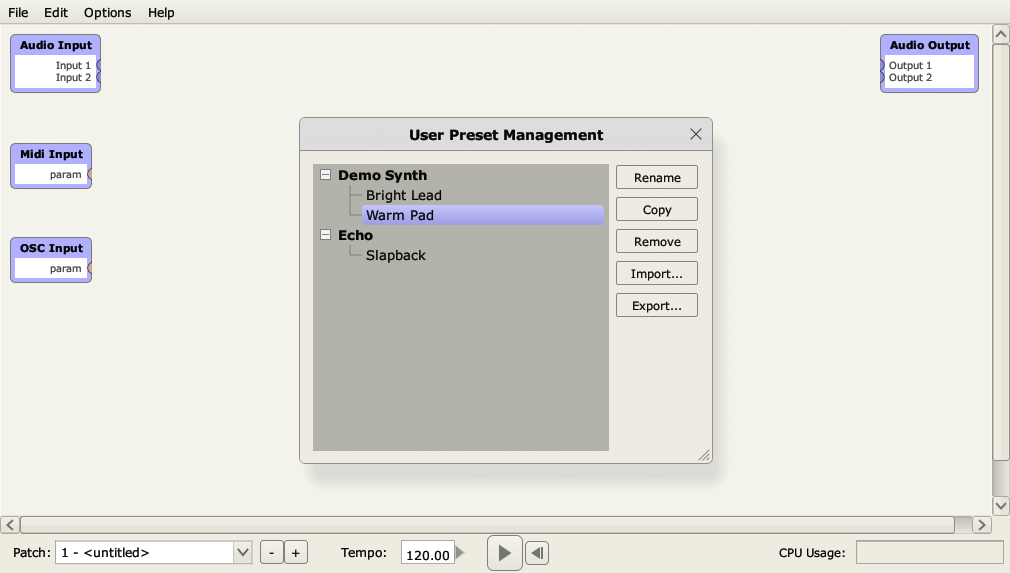 File Edit Options Help
Audio Input
Input 1
Input 2
Audio Output
Output 1
Output 2
Midi Input
param
OSC Input
param
User Preset Management
Demo Synth
Bright Lead
Warm Pad
Echo
Slapback
Rename
Copy
Remove
Import...
Export...
Patch: 1 - <untitled> - + Tempo: 120.00 CPU Usage: